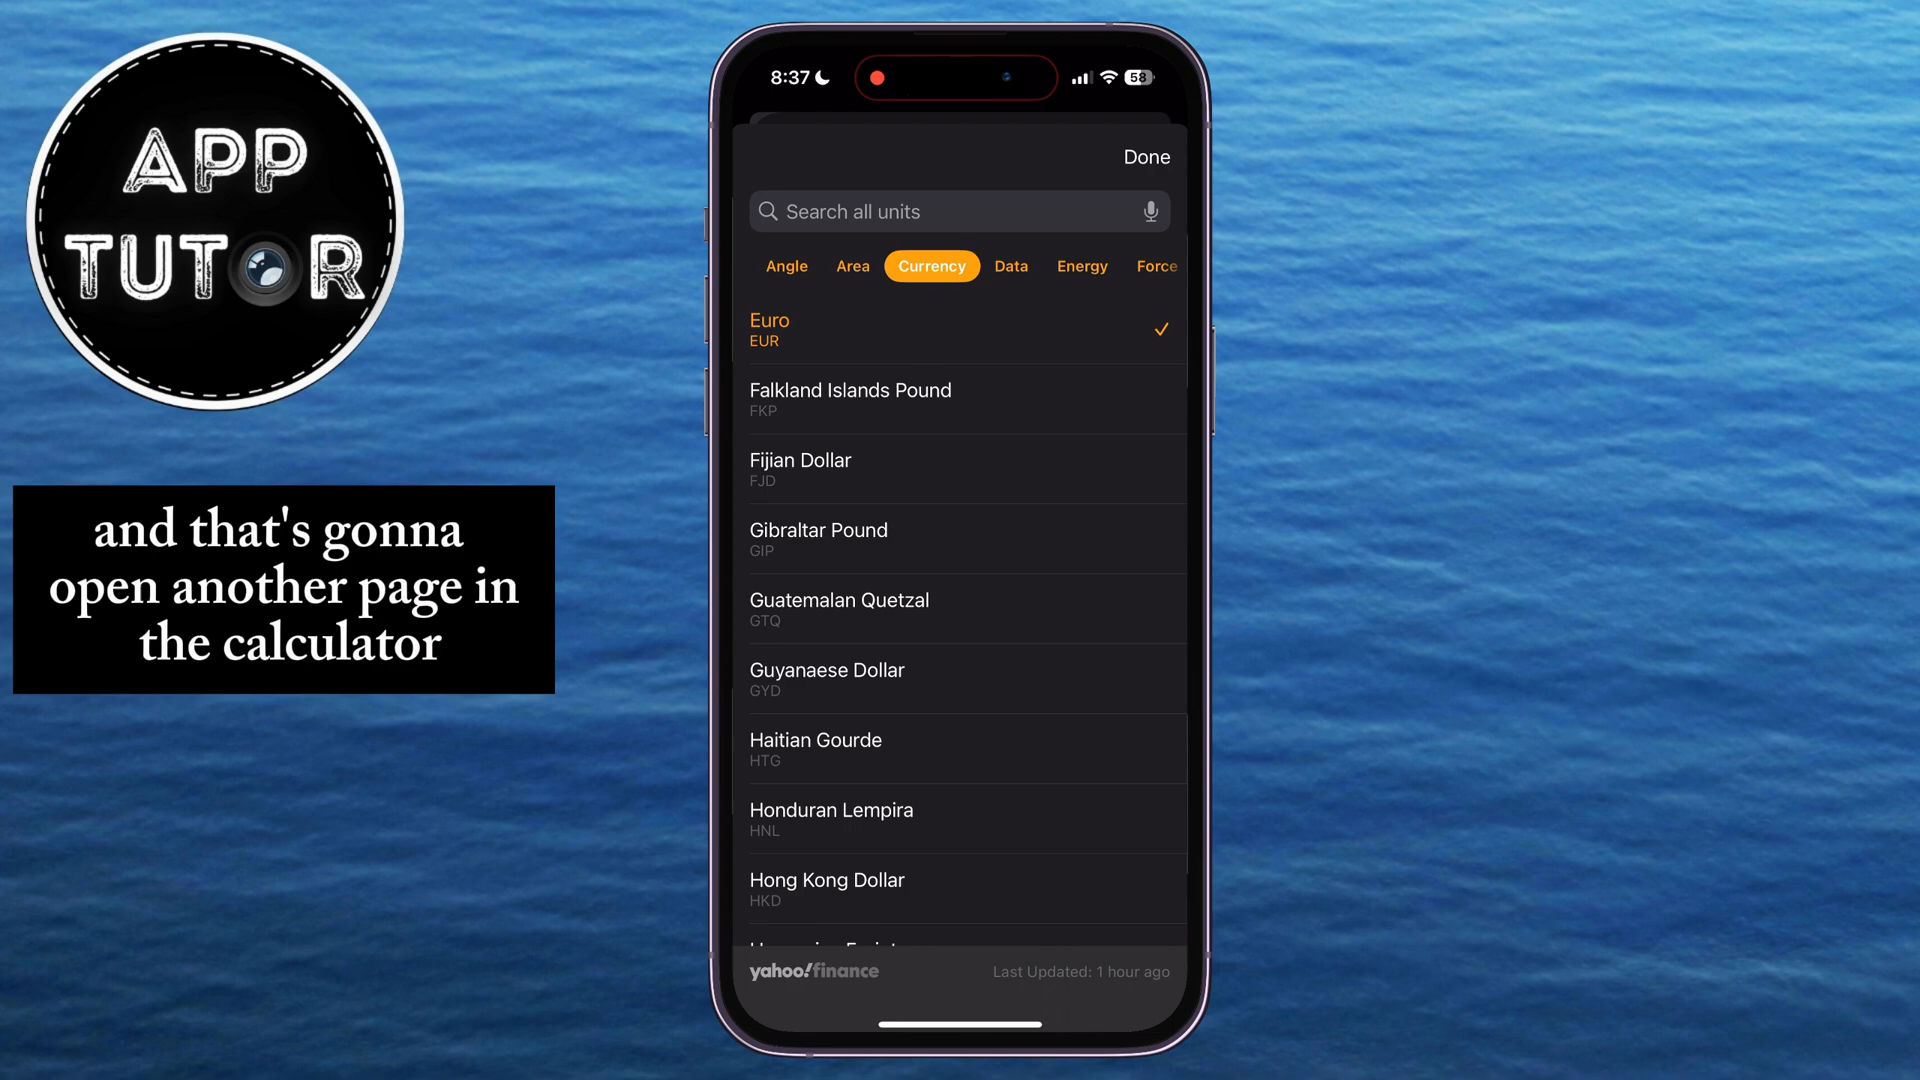 APP
TUTOR
and that's gonna
open another page in
the calculator
8:37
58
Done
Search all units
Angle Area Currency Data Energy Force
Euro
EUR
Falkland Islands Pound
FKP
Fijian Dollar
FJD
Gibraltar Pound
GIP
Guatemalan Quetzal
GTQ
Guyanaese Dollar
GYD
Haitian Gourde
HTG
Honduran Lempira
HNL
Hong Kong Dollar
HKD
yahoo!finance
Last Updated: 1 hour ago